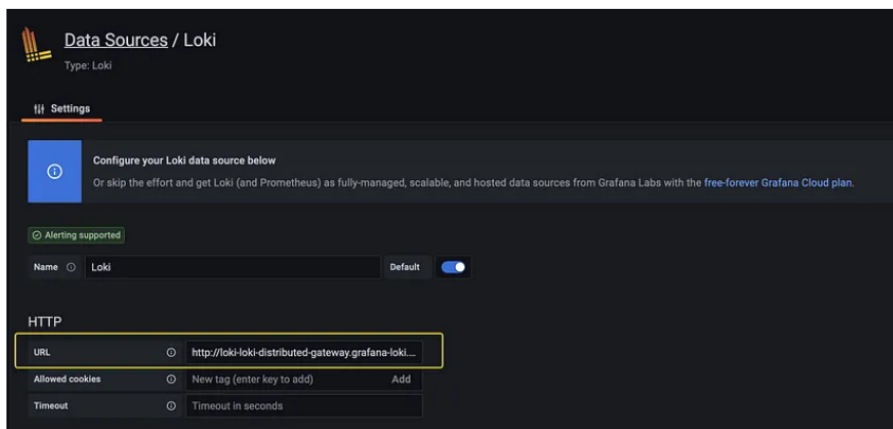 Data Sources / Loki
Type: Loki
Settings
Configure your Loki data source below
Or skip the effort and get Loki (and Prometheus) as fully-managed, scalable, and hosted data sources from Grafana Labs with the free-forever Grafana Cloud plan.
Alerting supported
Name Loki Default
HTTP
URL http://loki-loki-distributed-gateway.grafana-loki....
Allowed cookies New tag (enter key to add) Add
Timeout Timeout in seconds